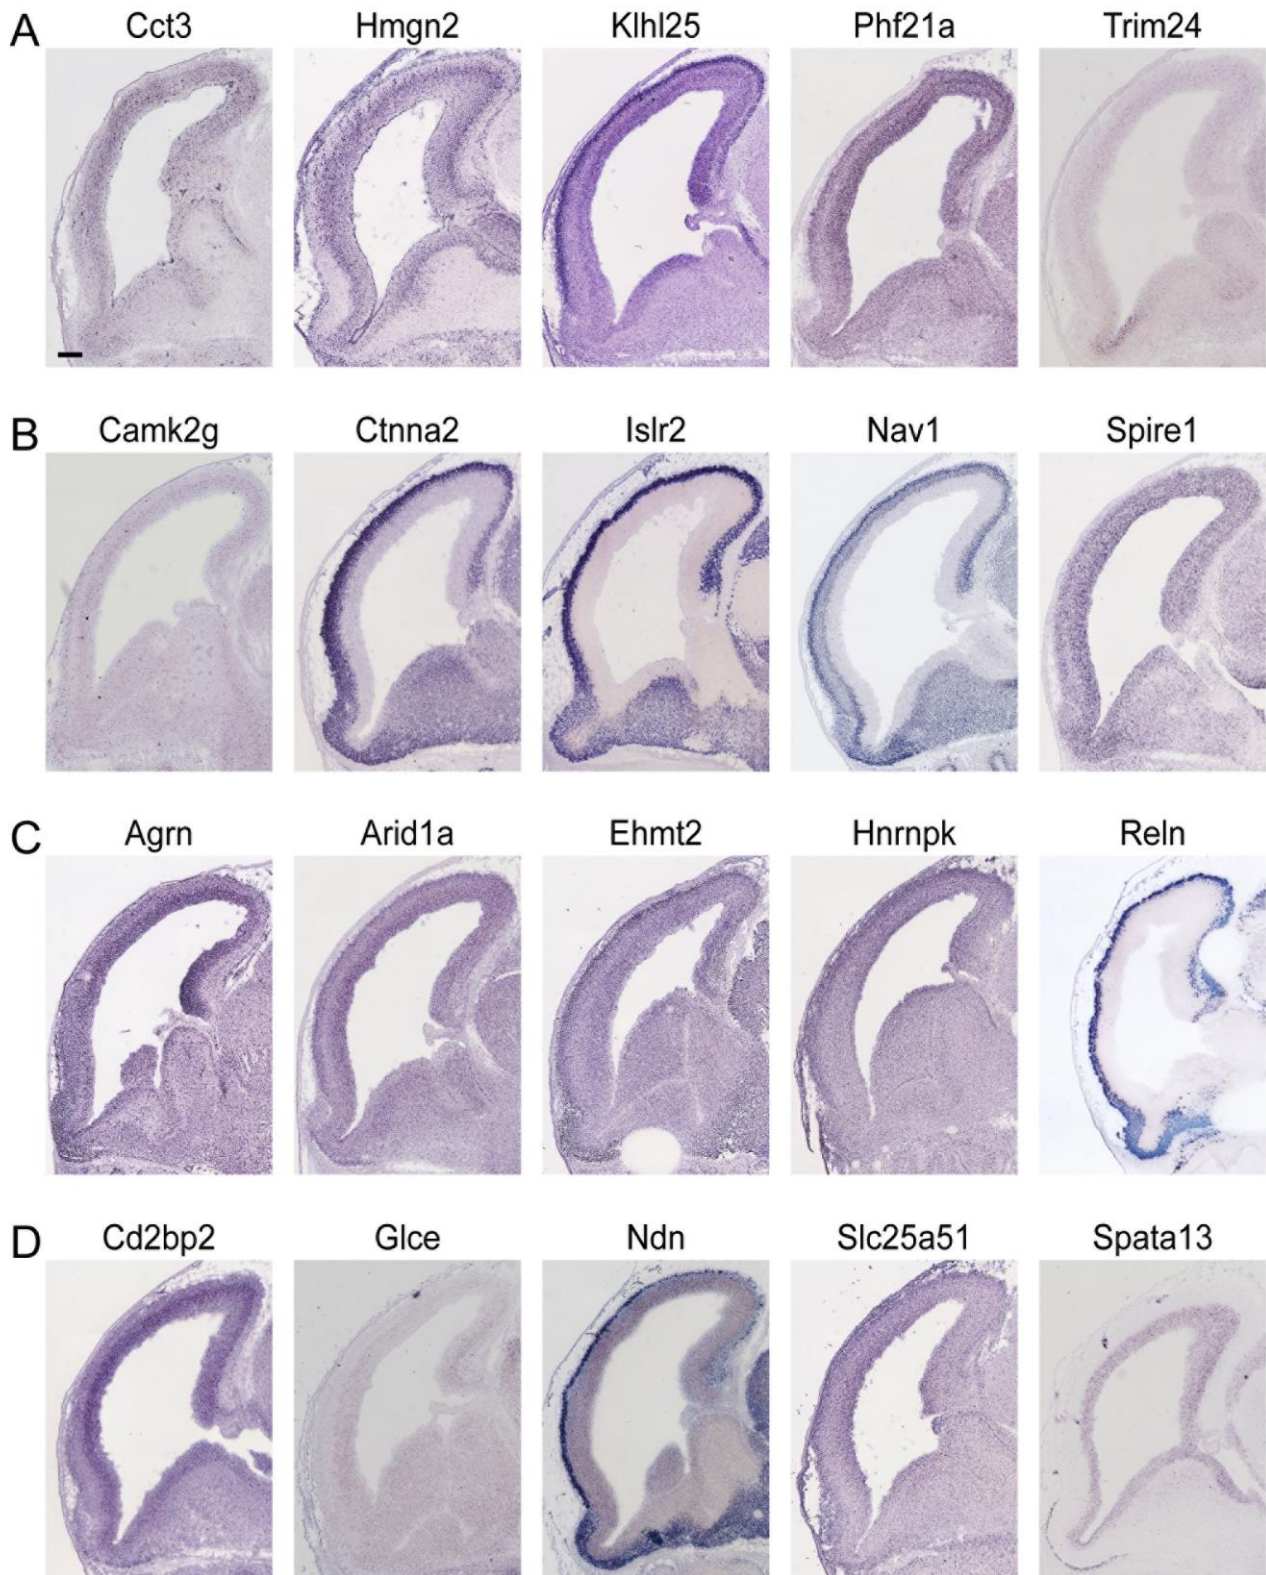 A Cct3 Hmgn2 Klhl25 Phf21a Trim24
B Camk2g Ctnna2 Islr2 Nav1 Spire1
C Agrn Arid1a Ehmt2 Hnrnpk Reln
D Cd2bp2 Glce Ndn Slc25a51 Spata13